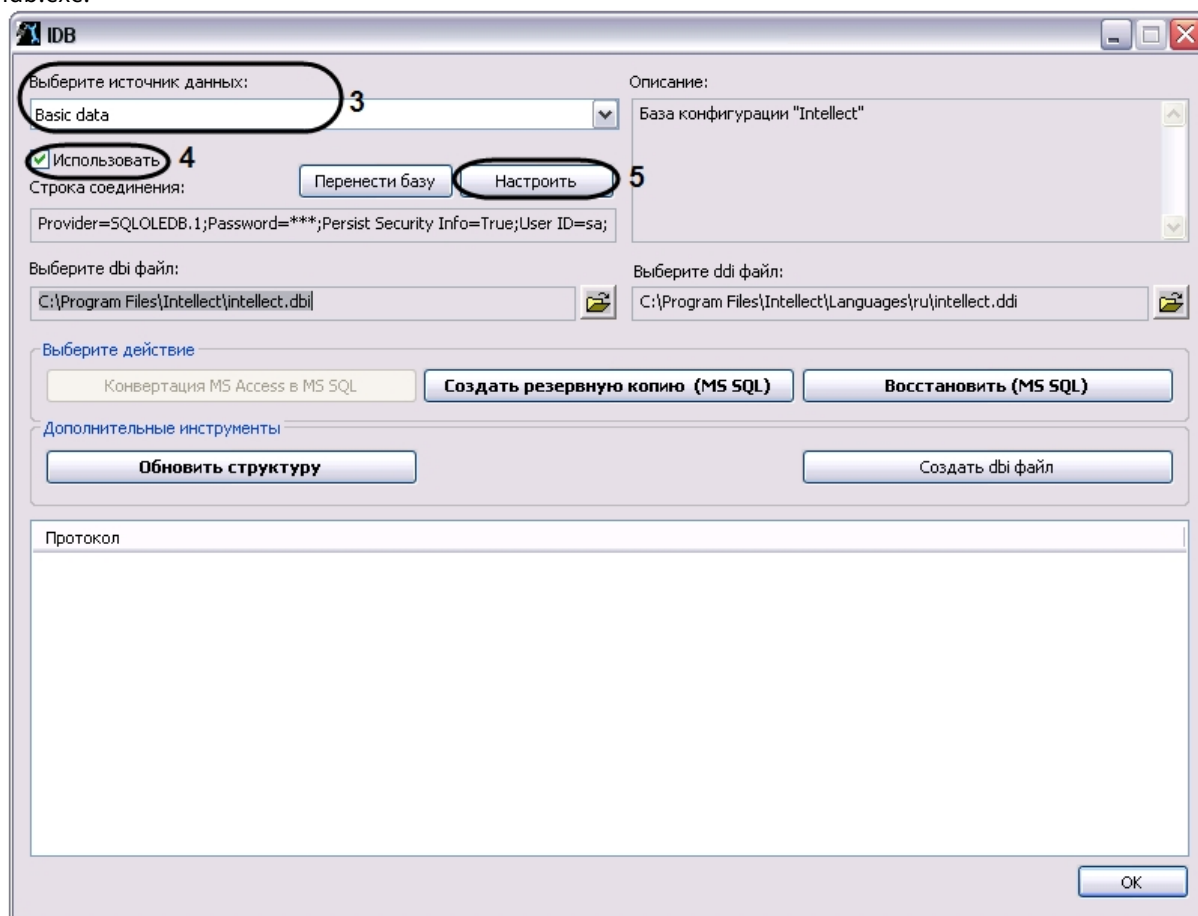 IDB
Выберите источник данных:
Описание:
Basic data
3
База конфигурации "Intellect"
Использовать
4
Перенести базу
Настроить
5
Строка соединения:
Provider=SQLOLEDB.1;Password=***;Persist Security Info=True;User ID=sa;
Выберите dbi файл:
Выберите ddi файл:
C:\Program Files\Intellect\intellect.dbi
C:\Program Files\Intellect\Languages\ru\intellect.ddi
Выберите действие
Конвертация MS Access в MS SQL
Создать резервную копию (MS SQL)
Восстановить (MS SQL)
Дополнительные инструменты
Обновить структуру
Создать dbi файл
Протокол
OK